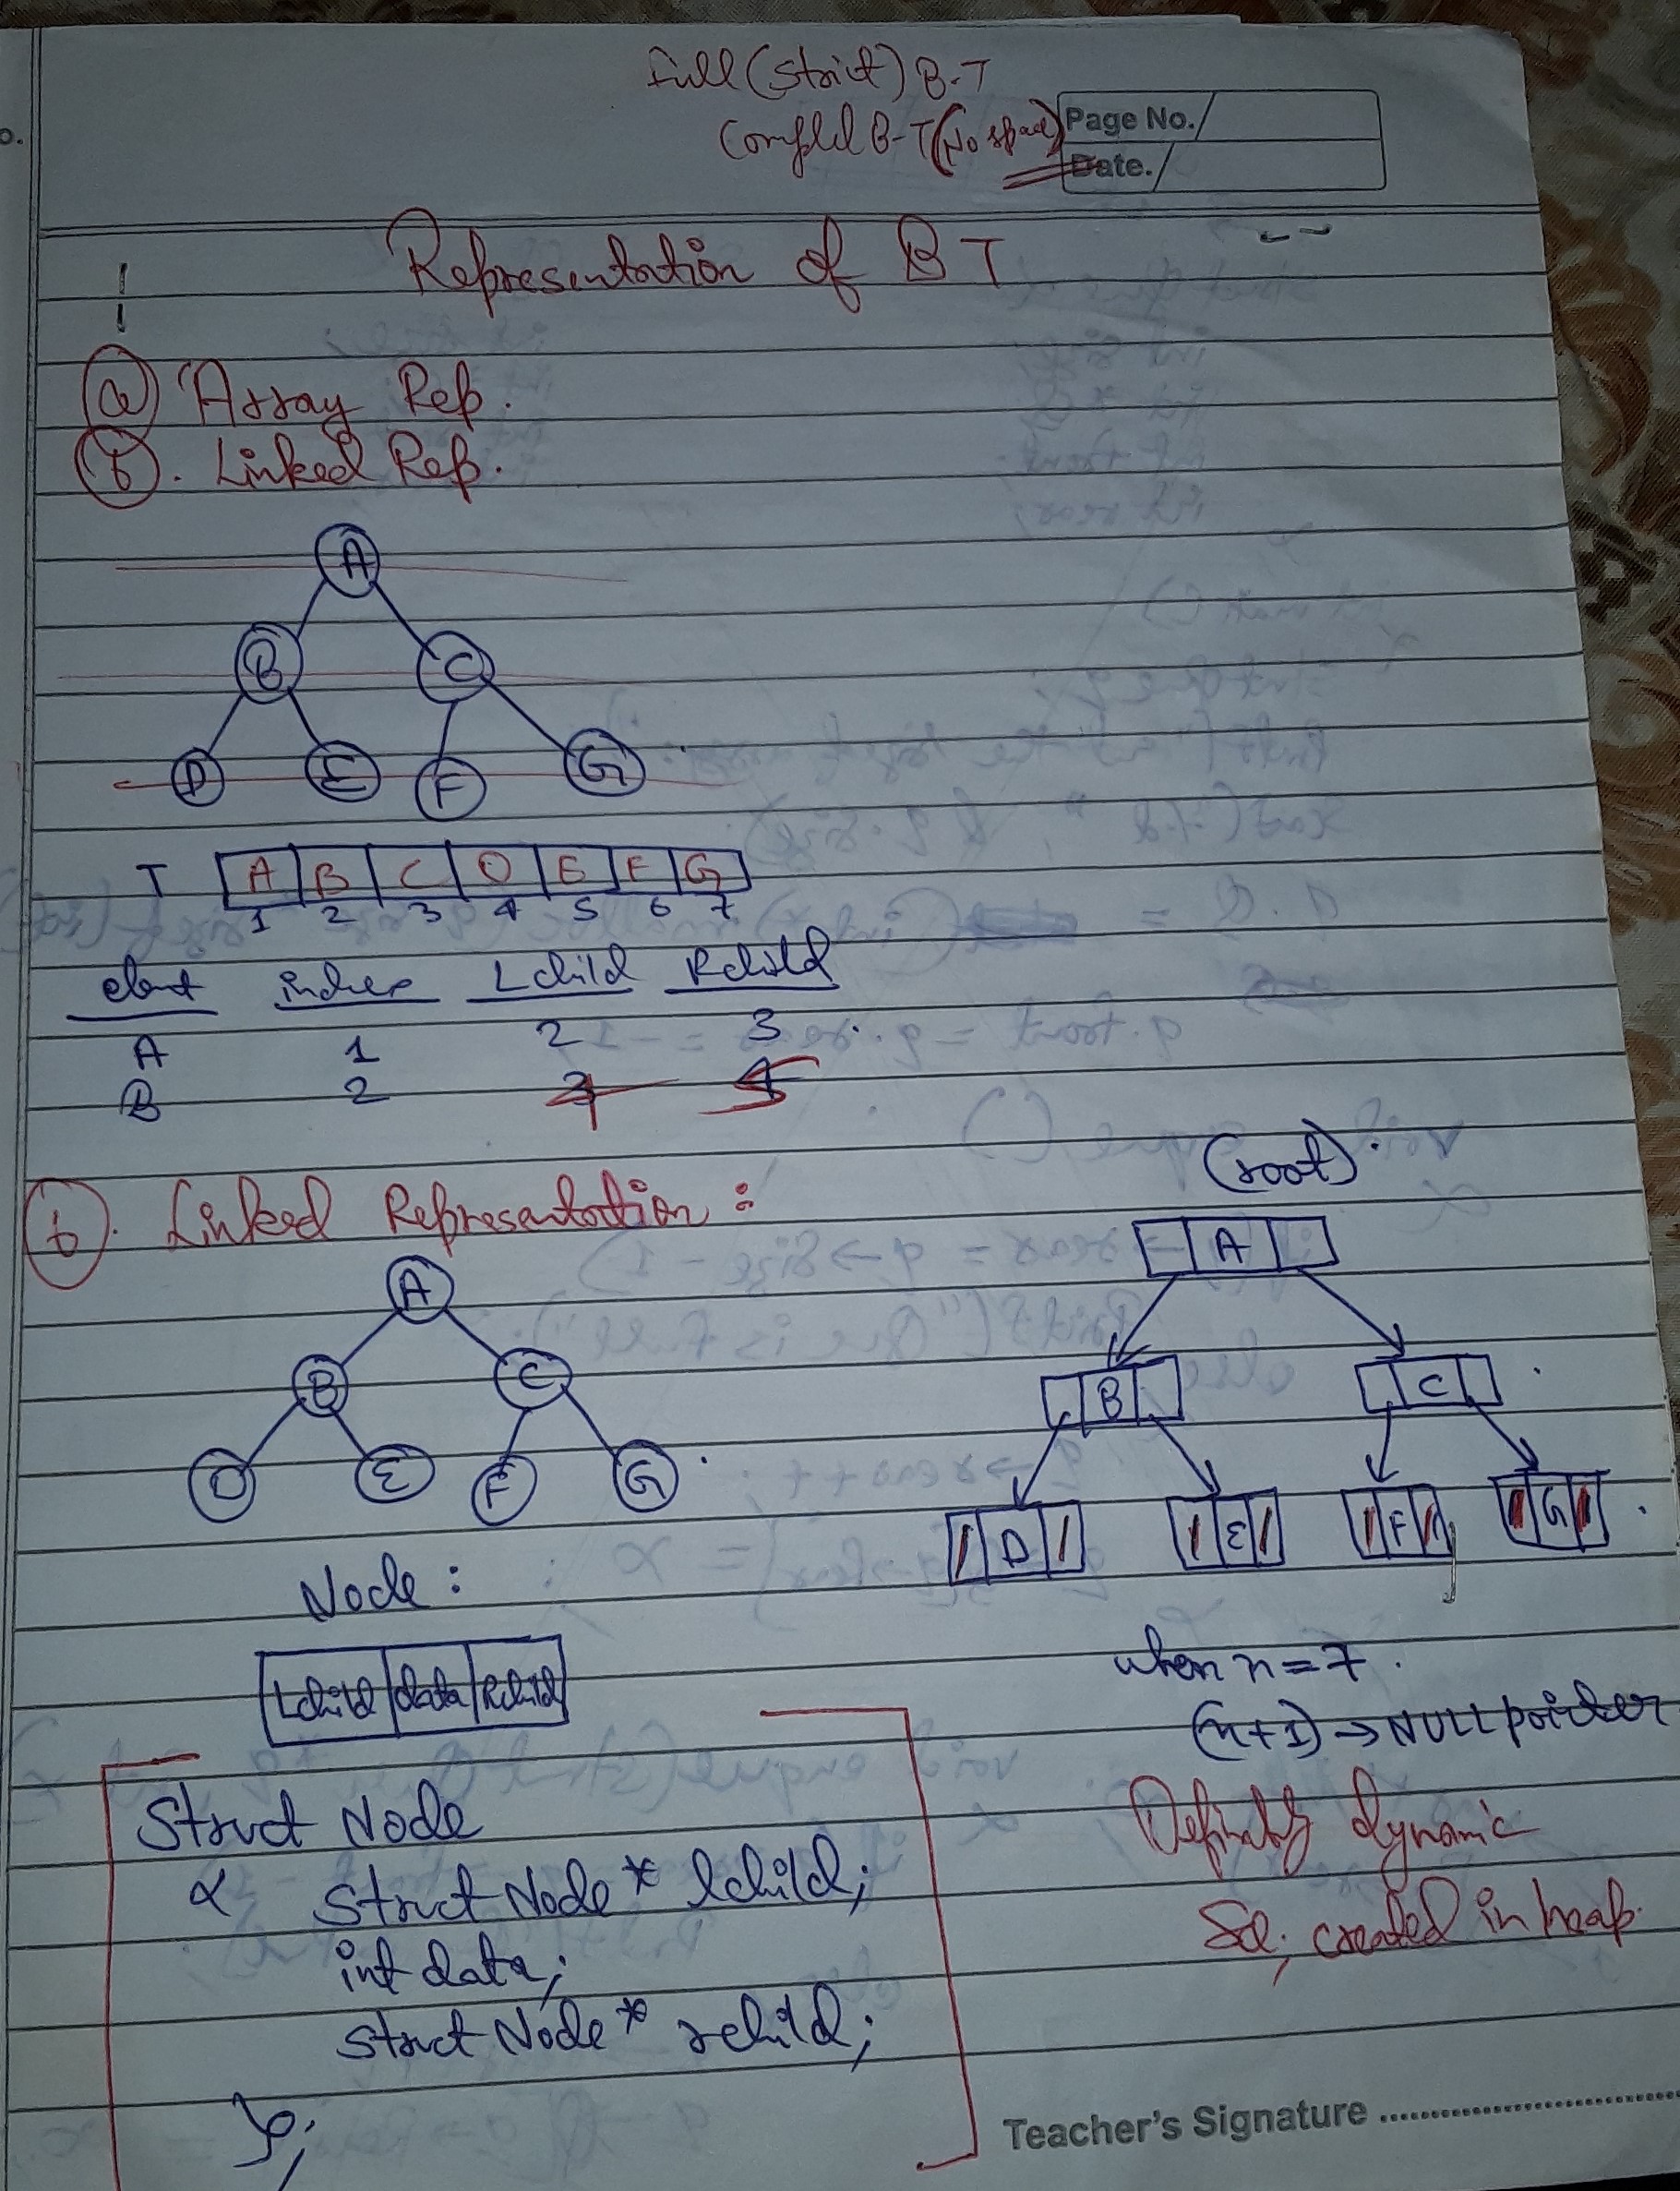 Full (Strict) B-T
Complet B-T (No space)
Page No.
Date.
Representation of BT
(a) Array Rep.
(b). Linked Rep.
A
B C
D E F G
T A B C D E F G
1 2 3 4 5 6 7
elemt index Lchild Rchild
A 1 2 3
B 2 4 5
(b). Linked Representation:
(root).
A
B C
D E F G
A
B C
D E F G
Node:
Lchild data Rchild
when n=7.
(n+1) → NULL pointer
Definately dynamic
So, created in heap.
Struct Node
{ Struct Node* lchild;
int data;
Struct Node* rchild;
};
Teacher's Signature